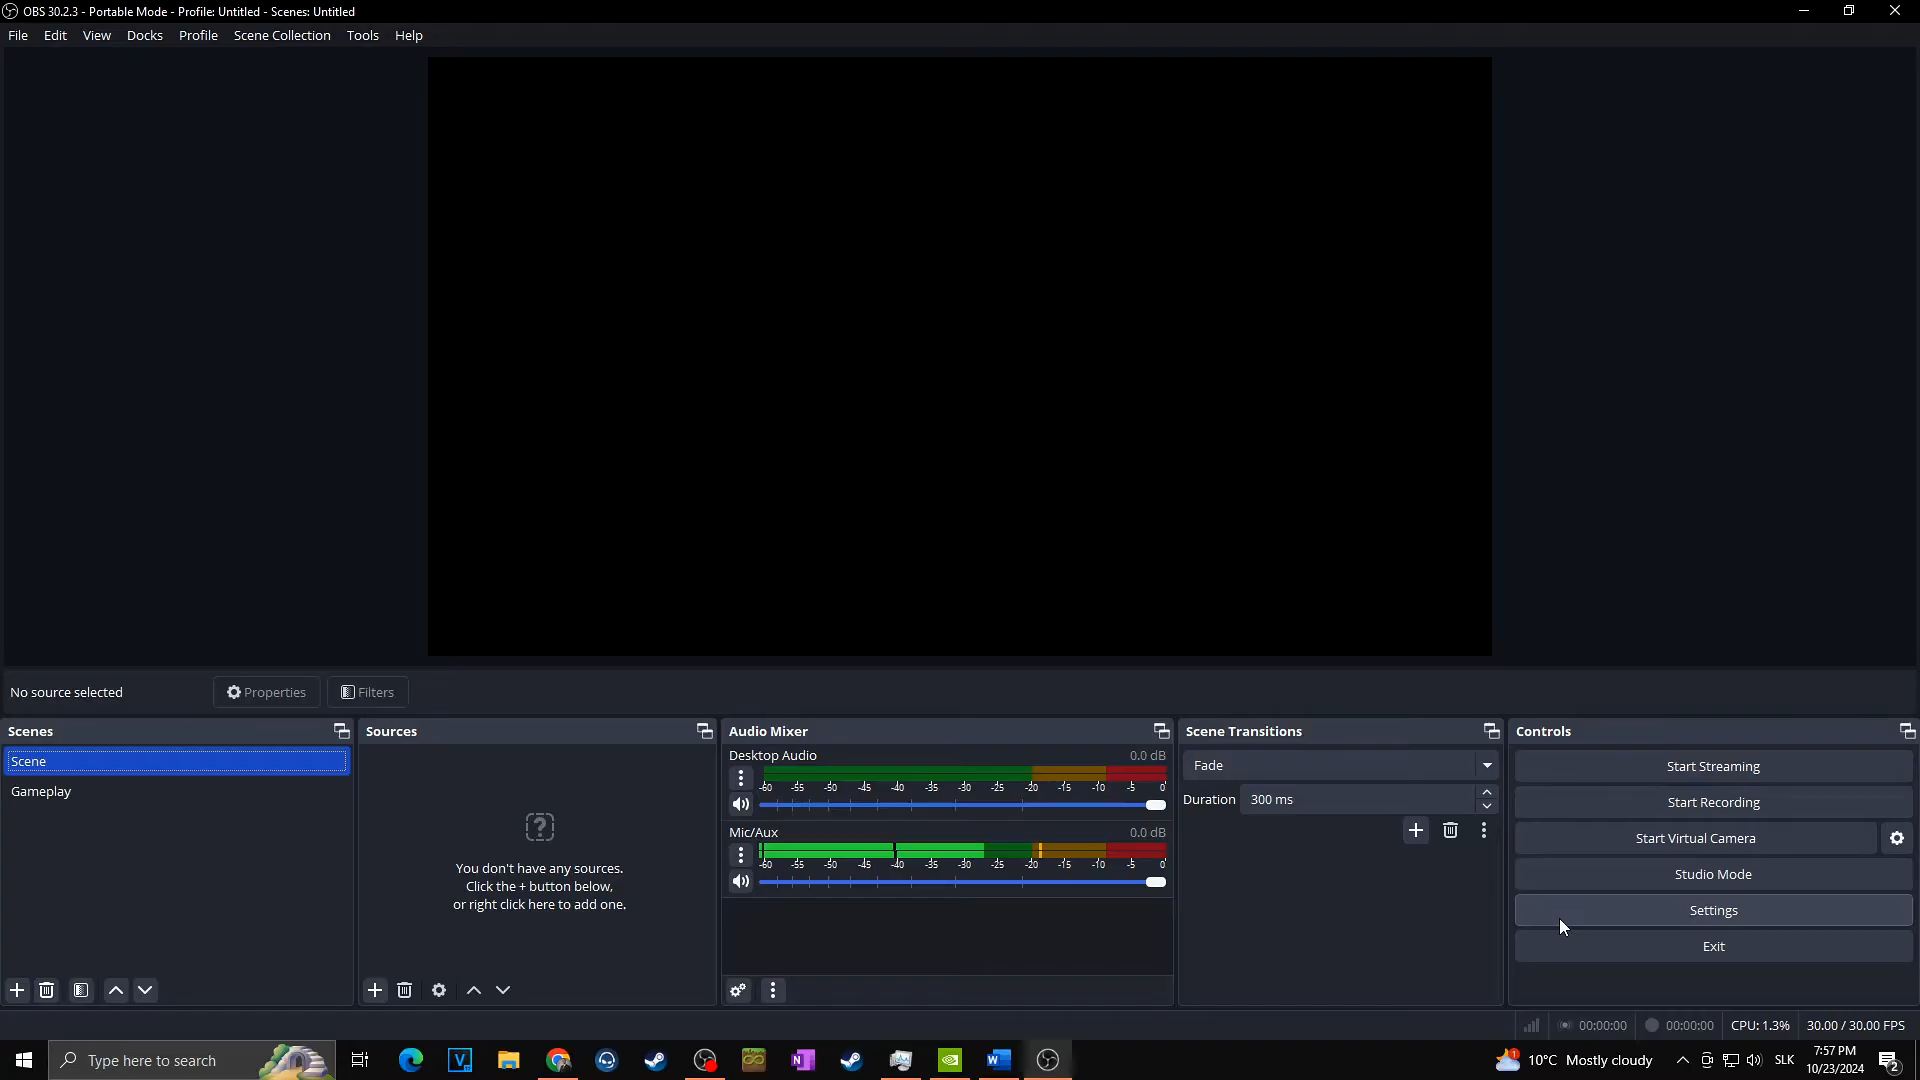 OBS 30.2.3 - Portable Mode - Profile: Untitled - Scenes: Untitled
File Edit View Docks Profile Scene Collection Tools Help
No source selected Properties Filters
Scenes
Scene
Gameplay
Sources
You don't have any sources.
Click the + button below,
or right click here to add one.
Audio Mixer
Desktop Audio 0.0 dB
-60 -55 -50 -45 -40 -35 -30 -25 -20 -15 -10 -5 0
Mic/Aux 0.0 dB
-60 -55 -50 -45 -40 -35 -30 -25 -20 -15 -10 -5 0
Scene Transitions
Fade
Duration 300 ms
Controls
Start Streaming
Start Recording
Start Virtual Camera
Studio Mode
Settings
Exit
00:00:00 00:00:00 CPU: 1.3% 30.00 / 30.00 FPS
Type here to search
1 10°C Mostly cloudy SLK
7:57 PM
10/23/2024
2